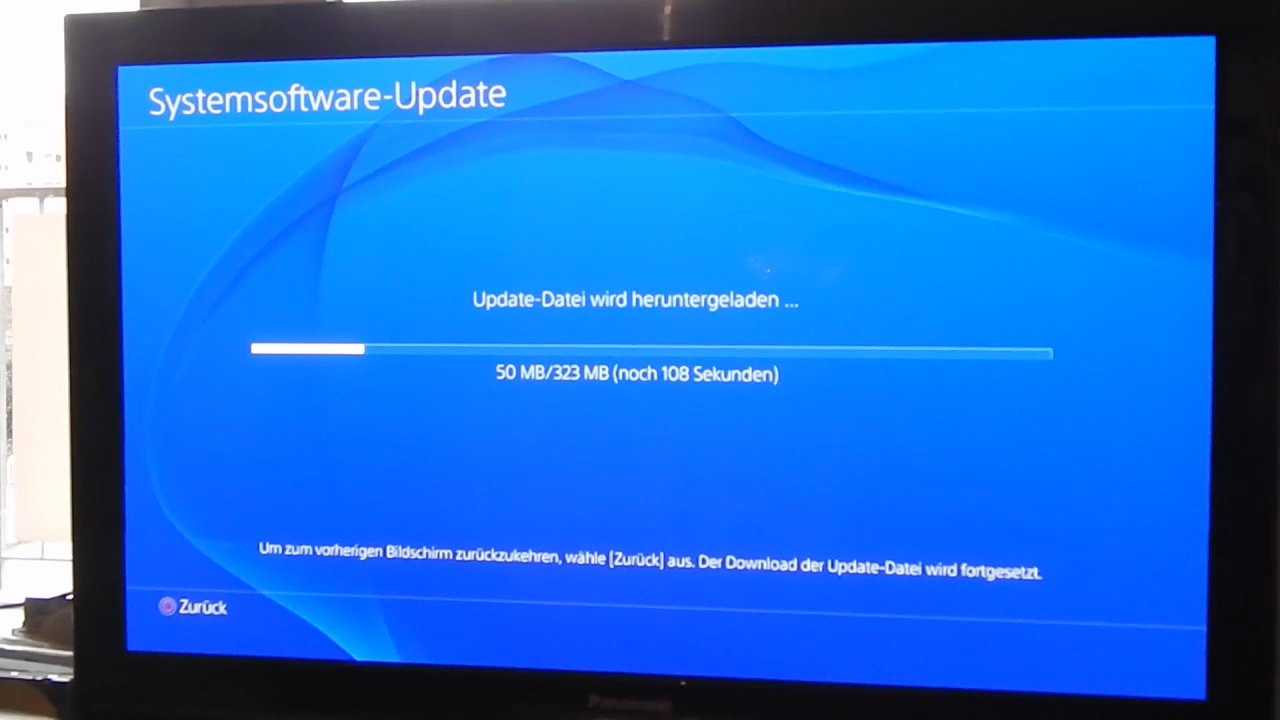 Systemsoftware-Update
Update-Datei wird heruntergeladen ...
50 MB/323 MB (noch 108 Sekunden)
Um zum vorherigen Bildschirm zurückzukehren, wähle [Zurück] aus. Der Download der Update-Datei wird fortgesetzt.
Zurück
Panasonic